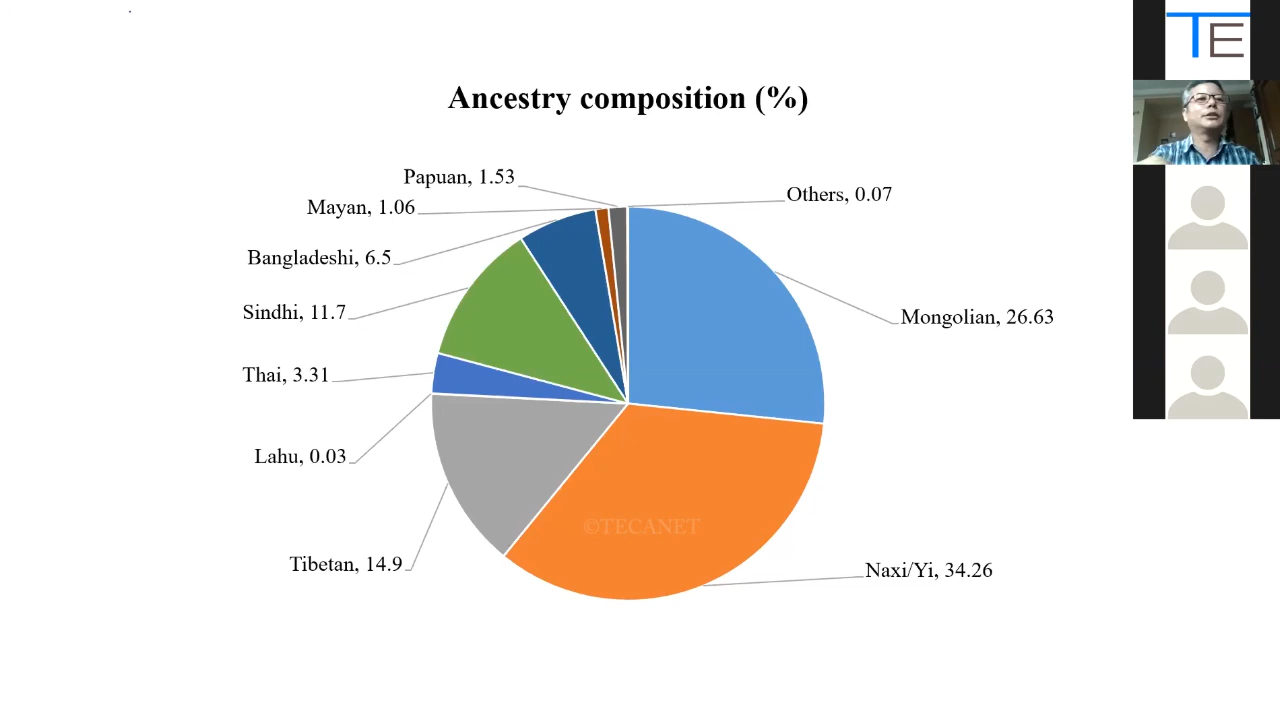 TE
Ancestry composition (%)
Papuan, 1.53
Others, 0.07
Mayan, 1.06
Bangladeshi, 6.5
Sindhi, 11.7
Mongolian, 26.63
Thai, 3.31
Lahu, 0.03
©TECANET
Tibetan, 14.9
Naxi/Yi, 34.26